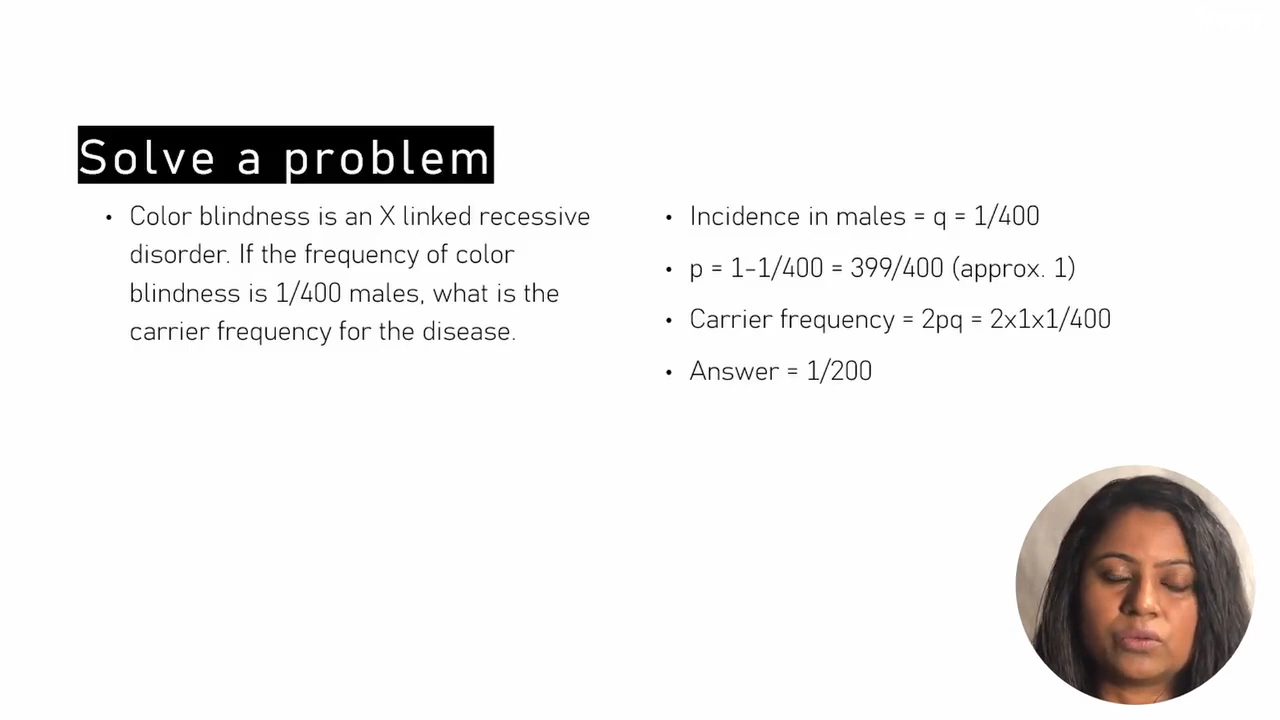 Solve a problem
• Color blindness is an X linked recessive
disorder. If the frequency of color
blindness is 1/400 males, what is the
carrier frequency for the disease.
• Incidence in males = q = 1/400
• p = 1-1/400 = 399/400 (approx. 1)
• Carrier frequency = 2pq = 2x1x1/400
• Answer = 1/200